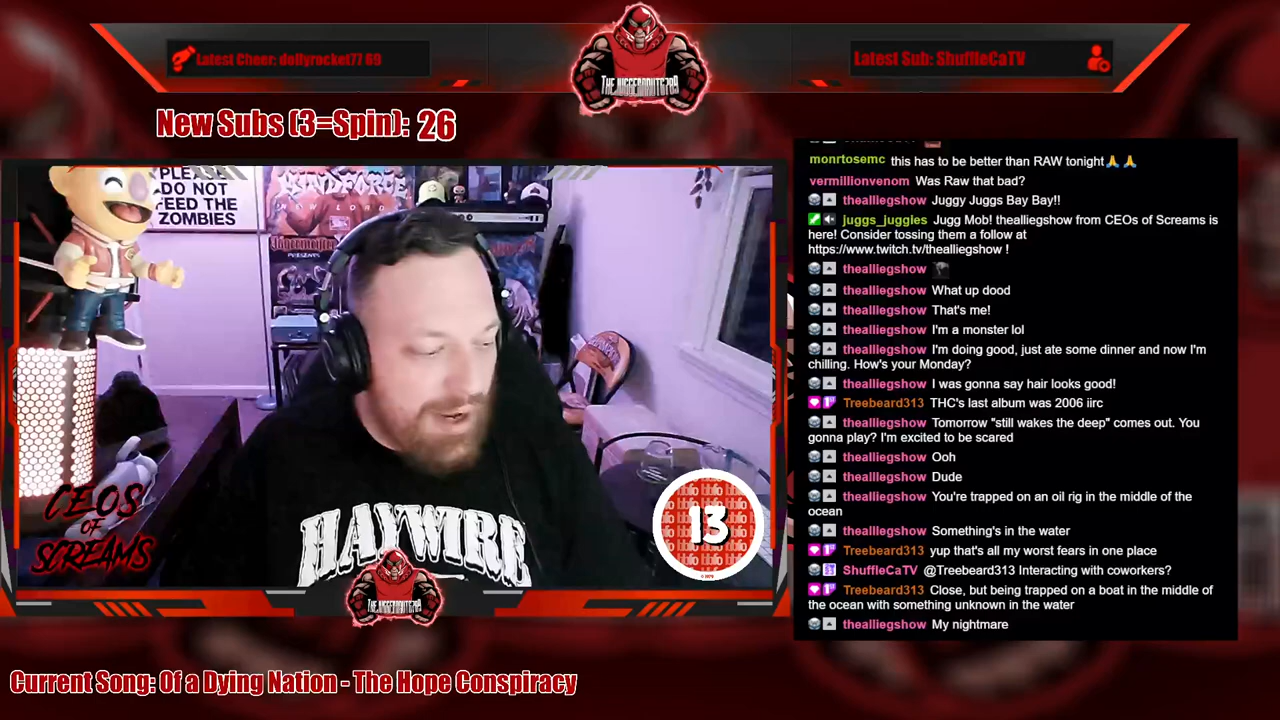 Latest Cheer: dollyrocket77 69
THEJUGGERNAUT6789
Latest Sub: ShuffleCaTV
New Subs (3=Spin): 26
PLEASE
DO NOT
FEED THE
ZOMBIES
MINDFORCE
NEW LORD
Jägermeister
PRESENTS
HAYWIRE
CEOS
OF
SCREAMS
13
monrtosemc this has to be better than RAW tonight🙏 🙏
vermillionvenom Was Raw that bad?
thealliegshow Juggy Juggs Bay Bay!!
juggs_juggles Jugg Mob! thealliegshow from CEOs of Screams is
here! Consider tossing them a follow at
https://www.twitch.tv/thealliegshow !
thealliegshow
thealliegshow What up dood
thealliegshow That's me!
thealliegshow I'm a monster lol
thealliegshow I'm doing good, just ate some dinner and now I'm
chilling. How's your Monday?
thealliegshow I was gonna say hair looks good!
Treebeard313 THC's last album was 2006 iirc
thealliegshow Tomorrow "still wakes the deep" comes out. You
gonna play? I'm excited to be scared
thealliegshow Ooh
thealliegshow Dude
thealliegshow You're trapped on an oil rig in the middle of the
ocean
thealliegshow Something's in the water
Treebeard313 yup that's all my worst fears in one place
ShuffleCaTV @Treebeard313 Interacting with coworkers?
Treebeard313 Close, but being trapped on a boat in the middle of
the ocean with something unknown in the water
thealliegshow My nightmare
Current Song: Of a Dying Nation - The Hope Conspiracy